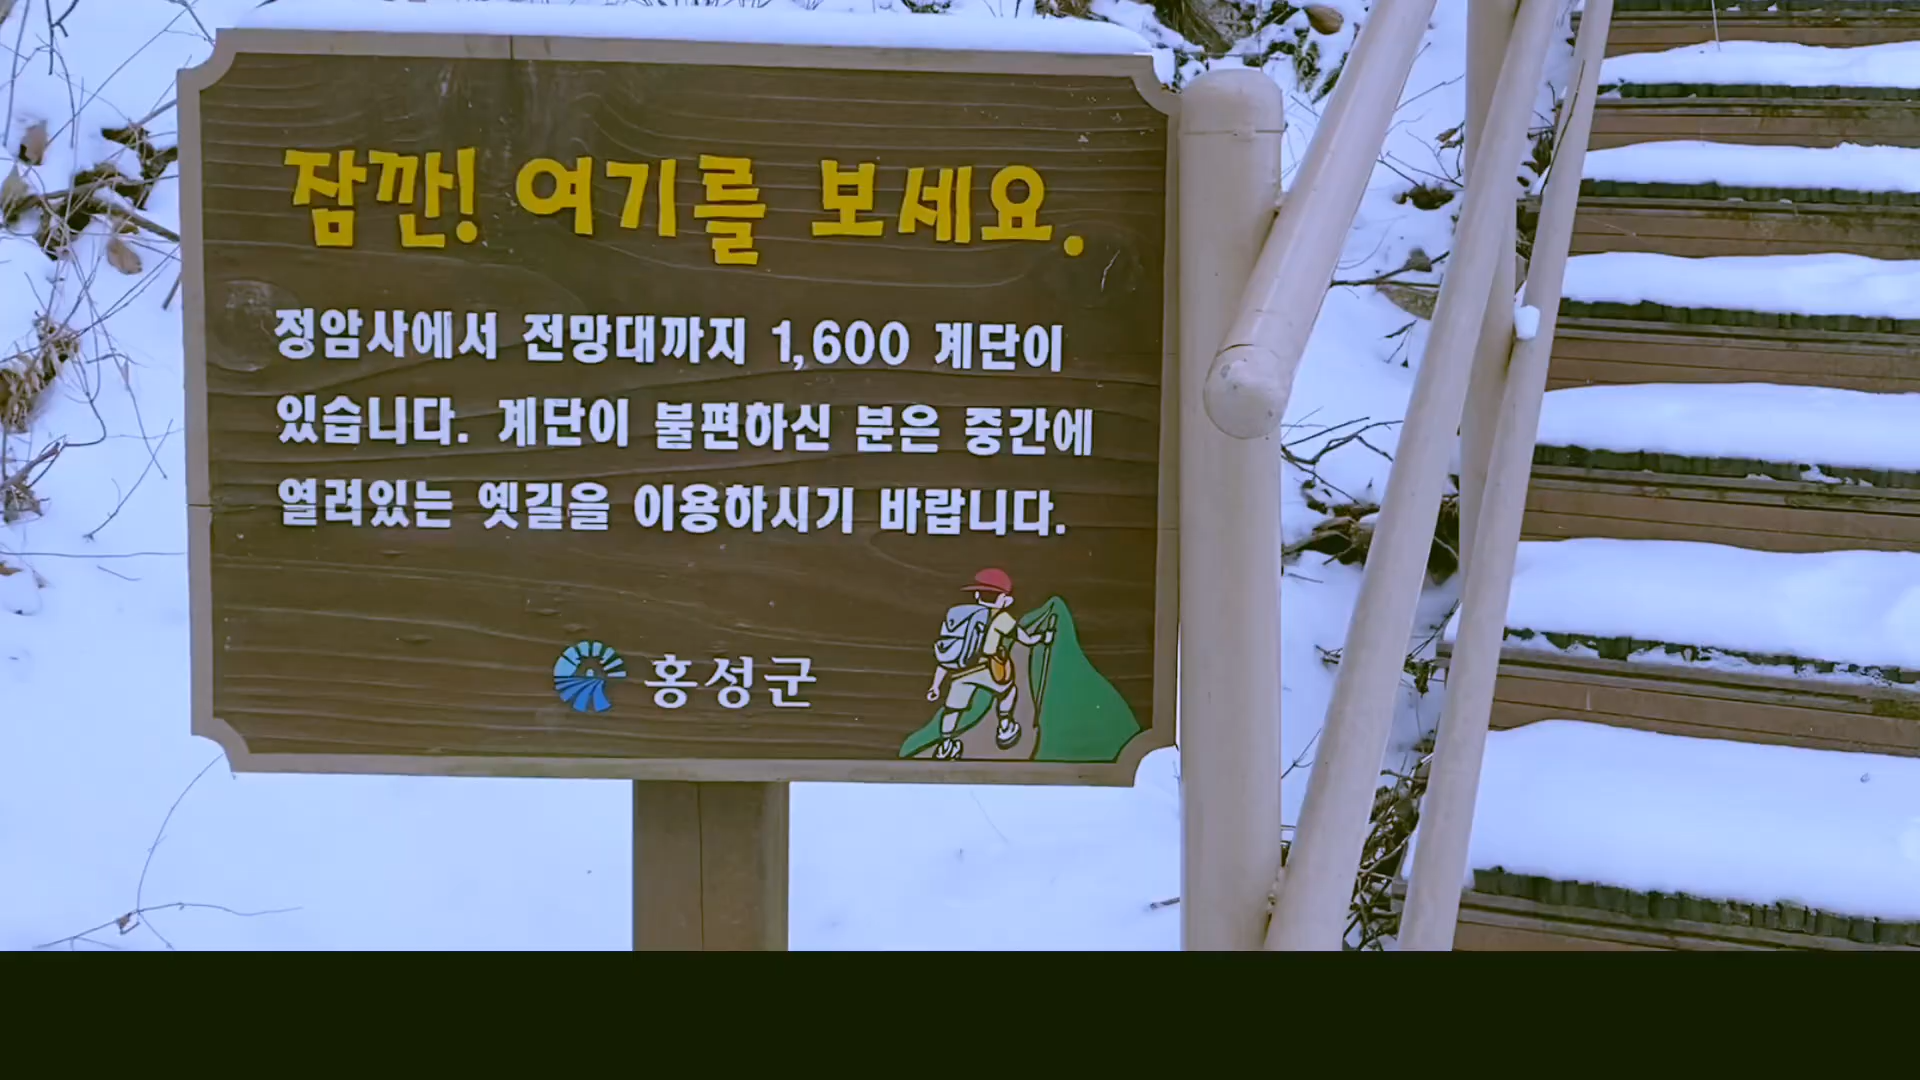 잠깐! 여기를 보세요.
정암사에서 전망대까지 1,600 계단이
있습니다. 계단이 불편하신 분은 중간에
열려있는 옛길을 이용하시기 바랍니다.
홍성군